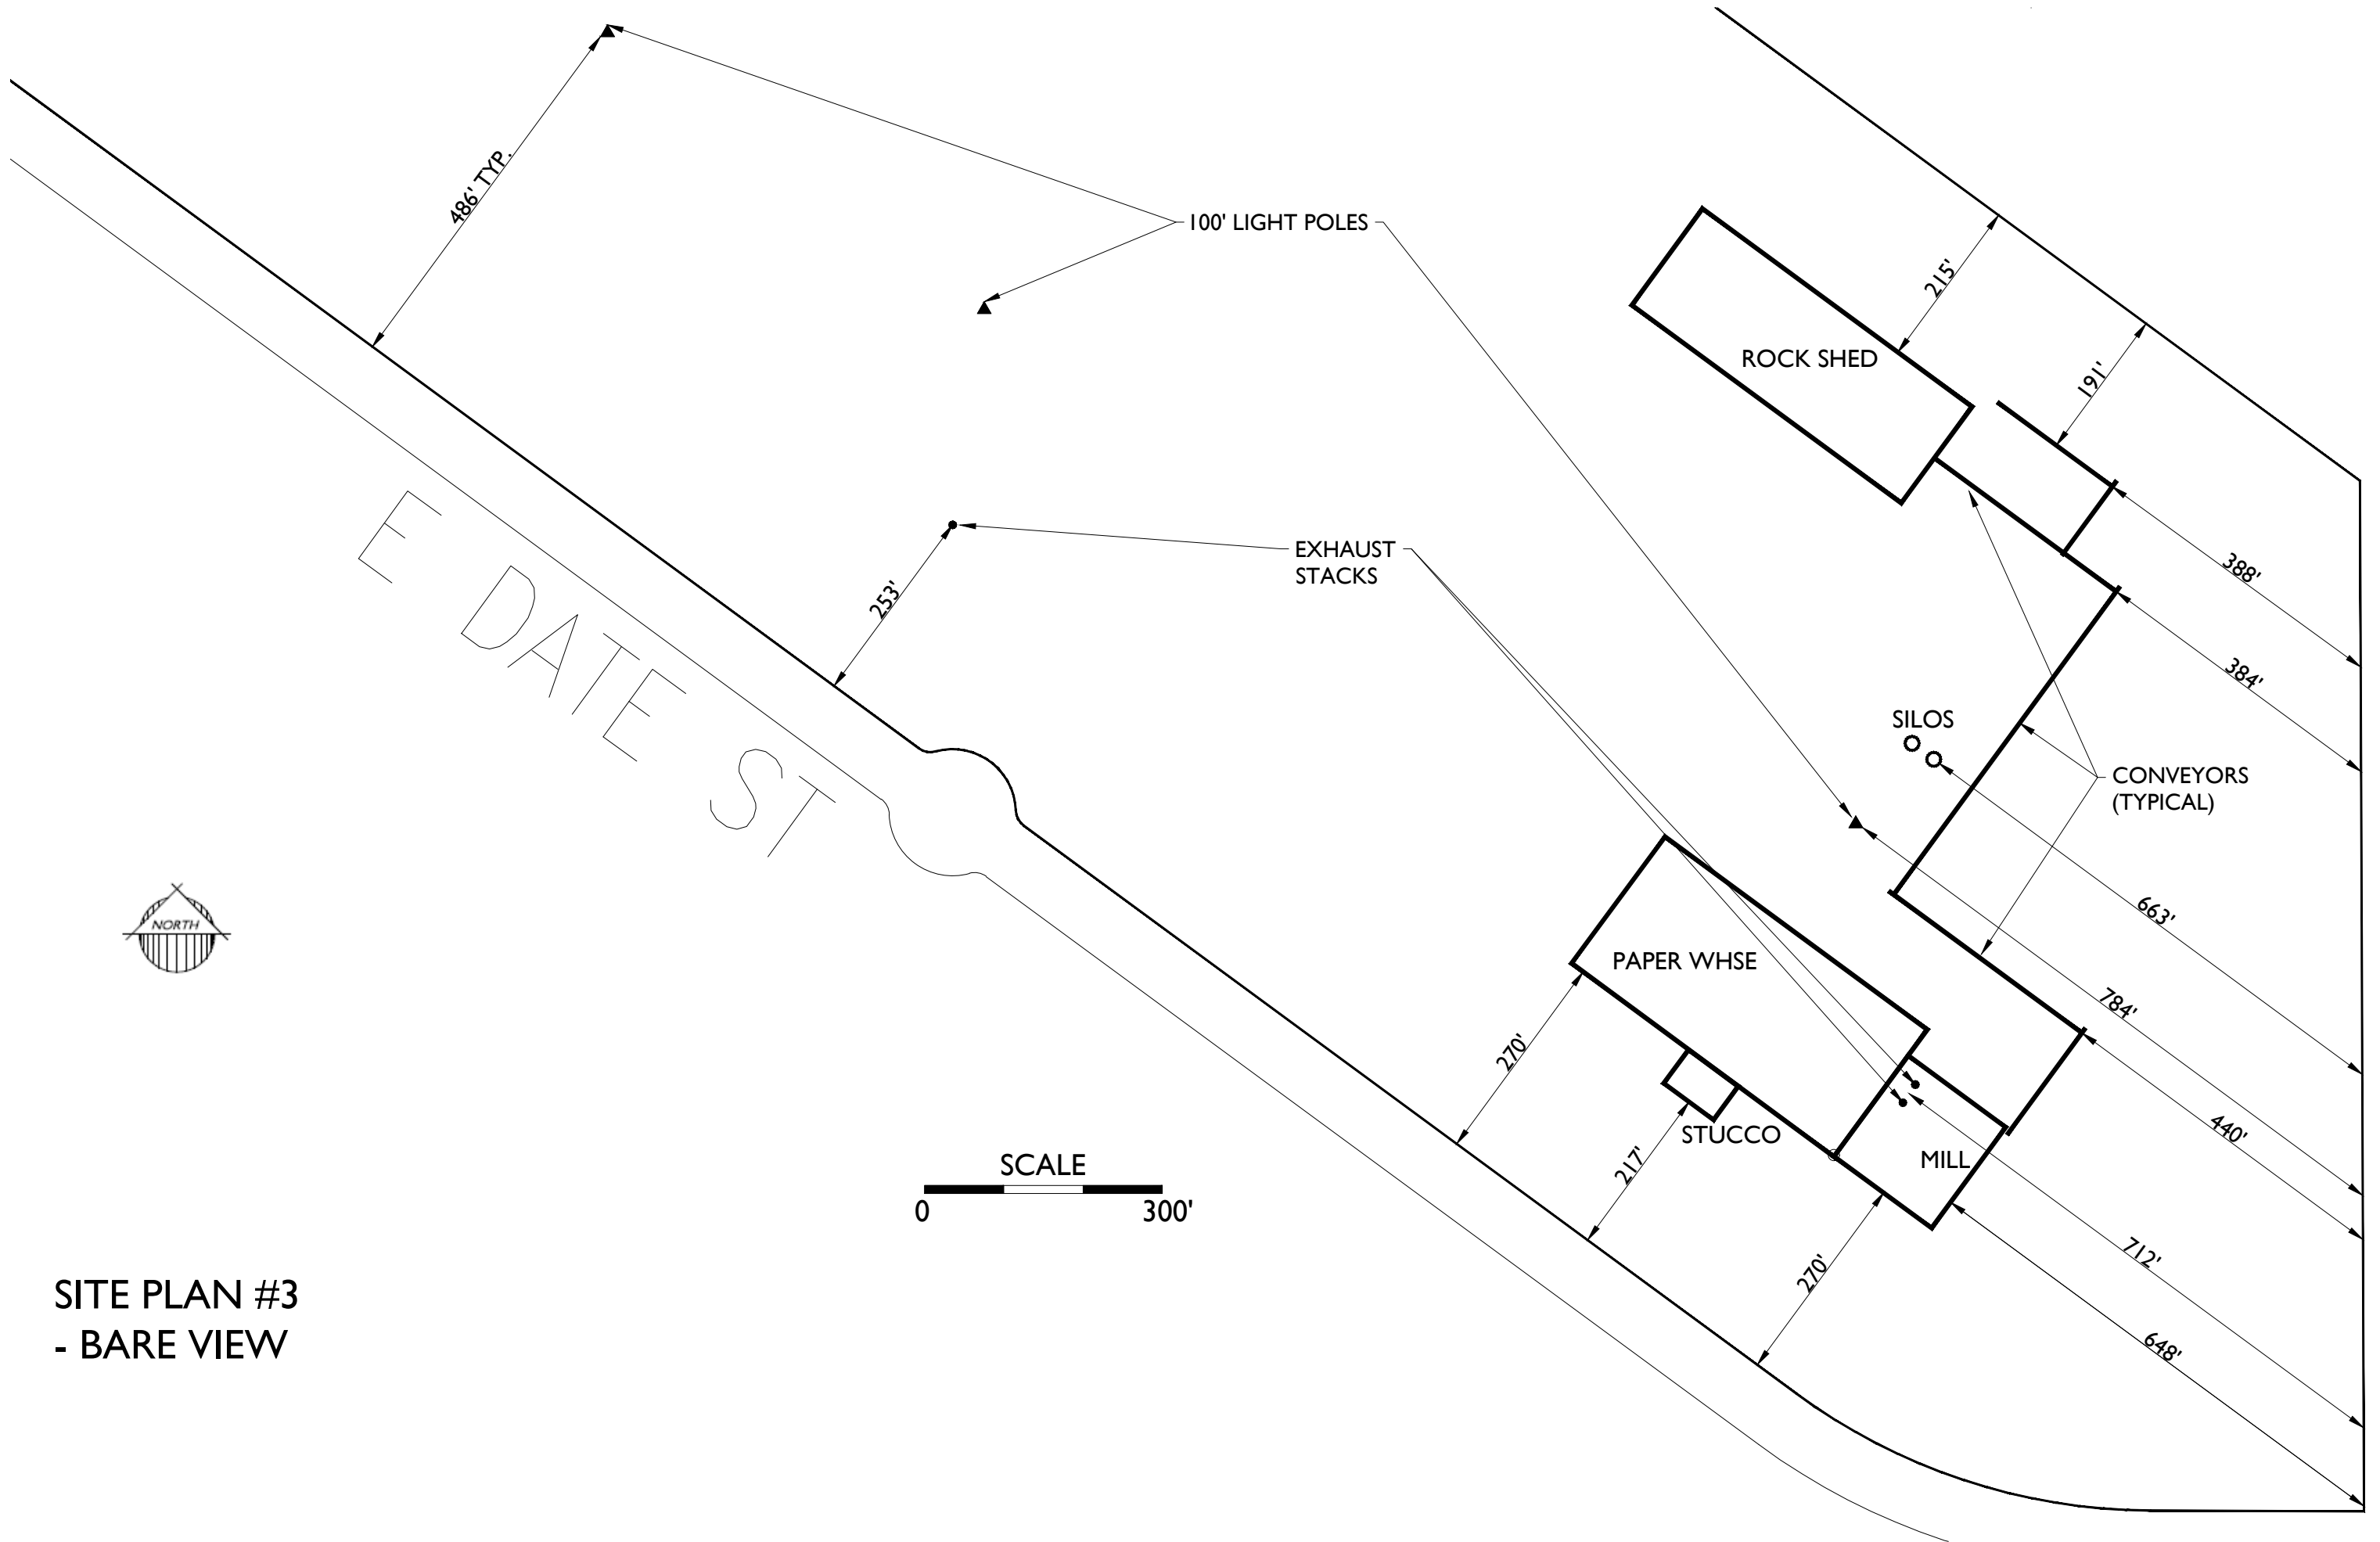 486' TYP.
100' LIGHT POLES
215'
ROCK SHED
191'
EXHAUST
STACKS
253'
388'
384'
E DATE ST
SILOS
CONVEYORS
(TYPICAL)
663'
NORTH
PAPER WHSE
784'
270'
440'
STUCCO
MILL
217'
SCALE
0 300'
712'
270'
648'
SITE PLAN #3
- BARE VIEW